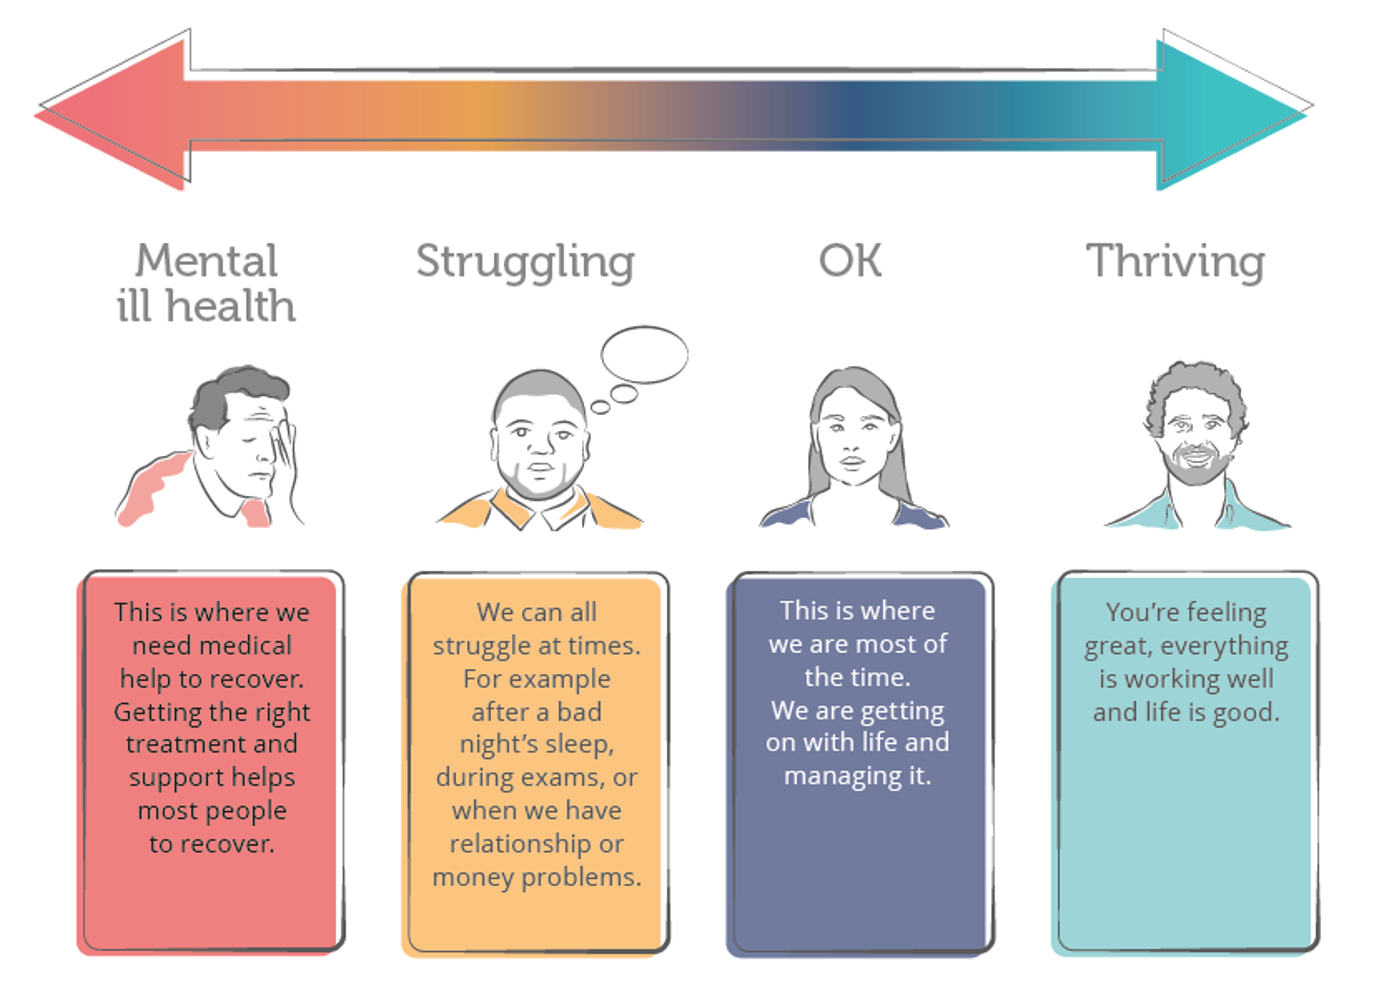 Mental
ill health
Struggling
OK
Thriving
This is where we
need medical
help to recover.
Getting the right
treatment and
support helps
most people
to recover.
We can all
struggle at times.
For example
after a bad
night’s sleep,
during exams, or
when we have
relationship or
money problems.
This is where
we are most of
the time.
We are getting
on with life and
managing it.
You’re feeling
great, everything
is working well
and life is good.